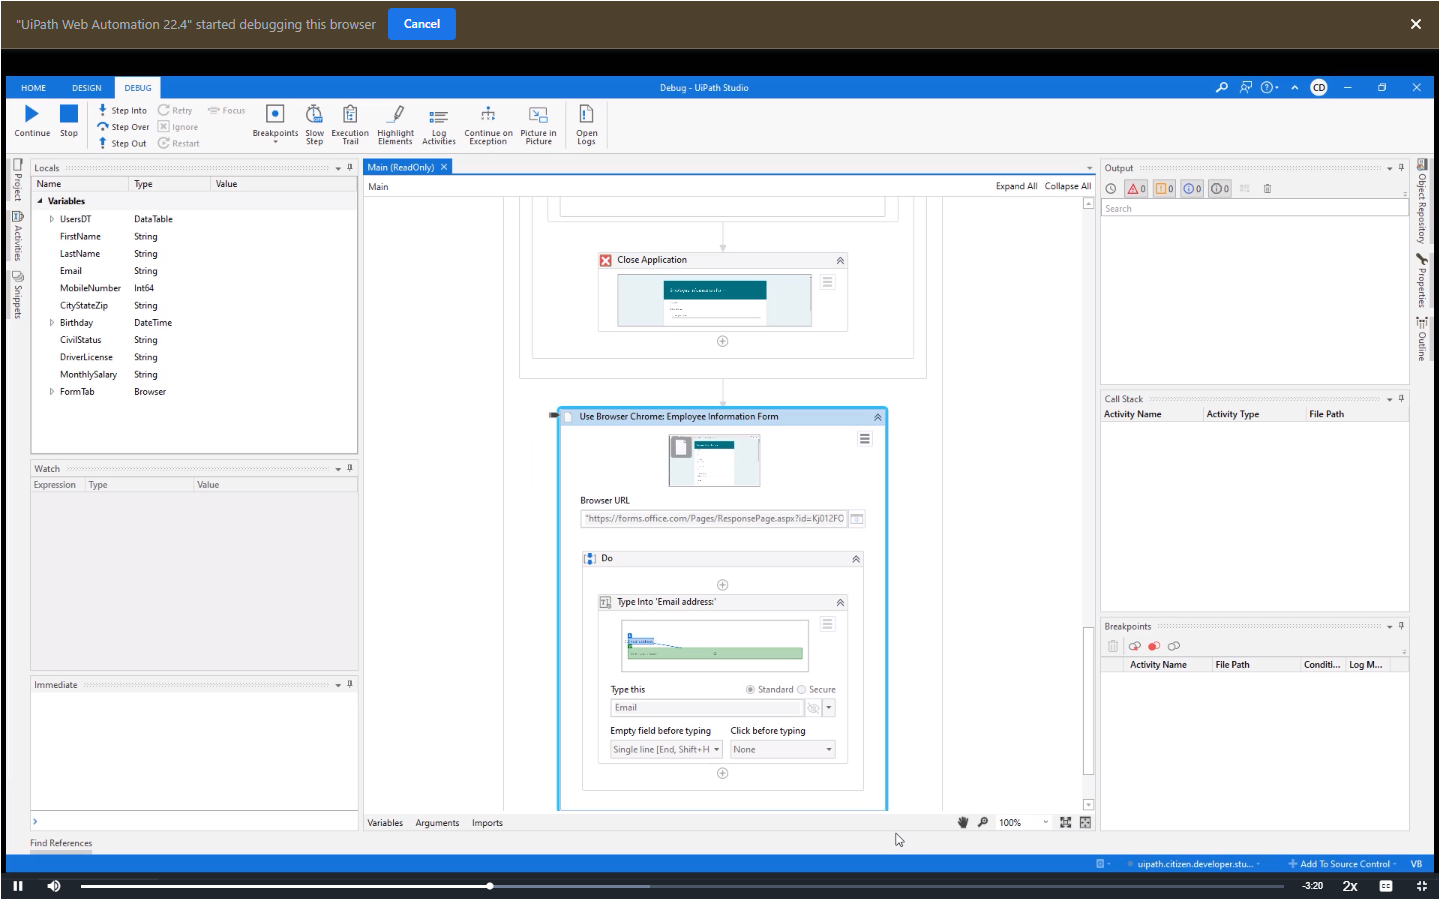 "UiPath Web Automation 22.4" started debugging this browser Cancel
HOME DESIGN DEBUG Debug - UiPath Studio CD
Continue Stop
Step Into Retry Focus
Step Over Ignore
Step Out Restart
Breakpoints
Slow Step
Execution Trail
Highlight Elements
Log Activities
Continue on Exception
Picture in Picture
Open Logs
Project
Activities
Snippets
Locals
Name Type Value
Variables
UsersDT DataTable
FirstName String
LastName String
Email String
MobileNumber Int64
CityStateZip String
Birthday DateTime
CivilStatus String
DriverLicense String
MonthlySalary String
FormTab Browser
Watch
Expression Type Value
Immediate
Find References
Main (ReadOnly)
Main Expand All Collapse All
Close Application
Use Browser Chrome: Employee Information Form
Browser URL
"https://forms.office.com/Pages/ResponsePage.aspx?id=Kj012FO
Do
Type Into 'Email address:'
Type this Standard Secure
Email
Empty field before typing Click before typing
Single line [End, Shift+H None
Variables Arguments Imports 100%
Output
0 0 0 0
Search
Call Stack
Activity Name Activity Type File Path
Breakpoints
Activity Name File Path Conditi... Log M...
Object Repository
Properties
Outline
uipath.citizen.developer.stu... Add To Source Control VB
-3:20 2x